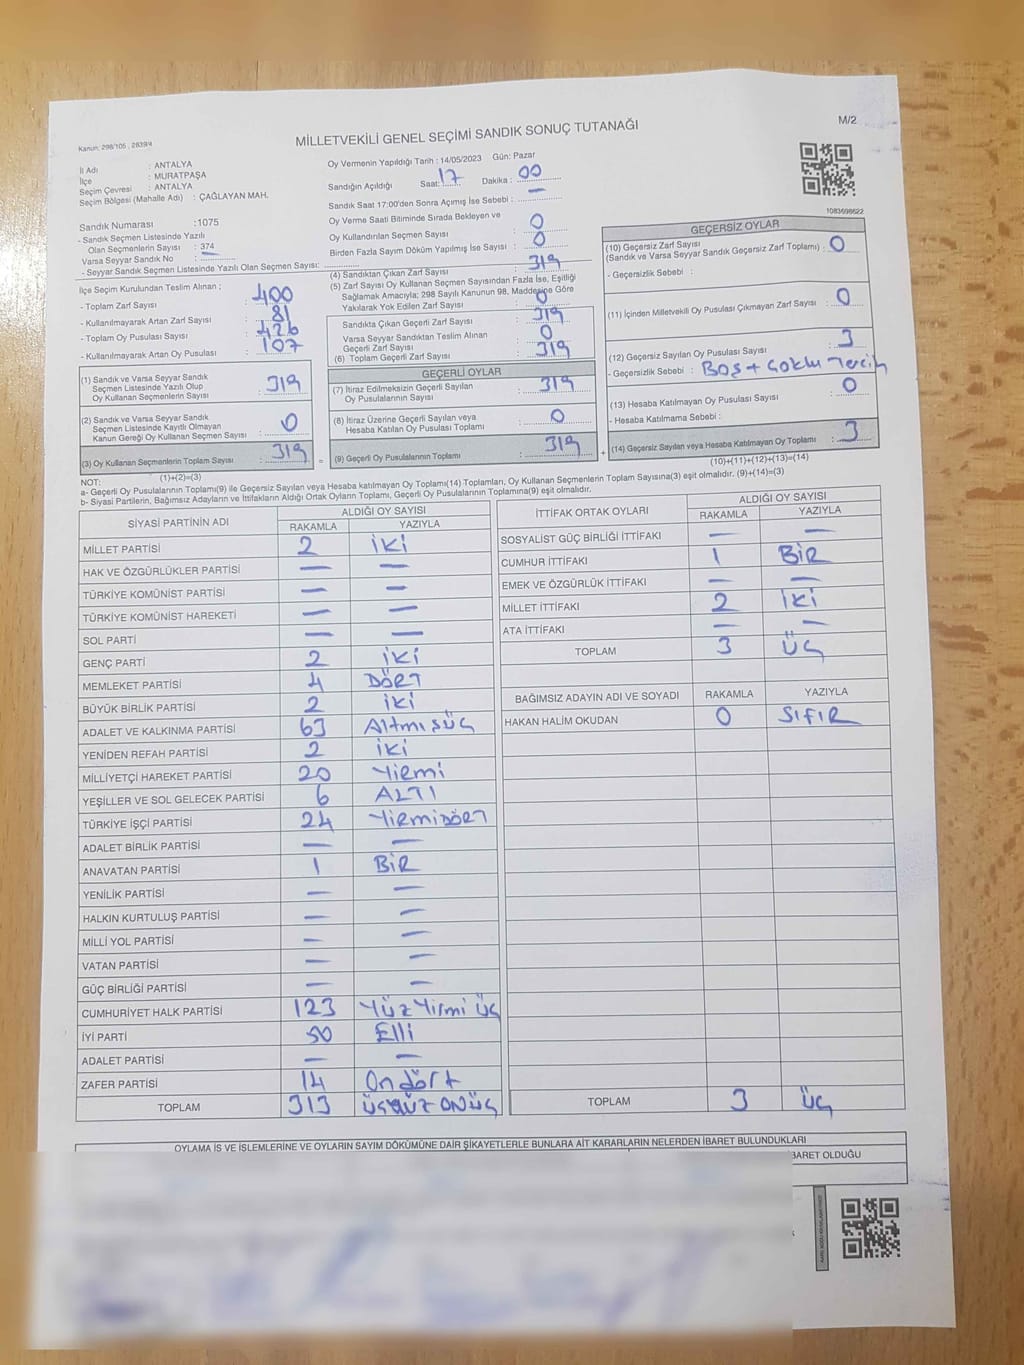 M/2
Kanun: 298/105 , 2839/4
MİLLETVEKİLİ GENEL SEÇİMİ SANDIK SONUÇ TUTANAĞI
İl Adı : ANTALYA
İlçe : MURATPAŞA
Seçim Çevresi : ANTALYA
Seçim Bölgesi (Mahalle Adı) : ÇAĞLAYAN MAH.
Oy Vermenin Yapıldığı Tarih : 14/05/2023 Gün: Pazar
Sandığın Açıldığı Saat: 17 Dakika : 00
Sandık Saat 17:00'den Sonra Açımış İse Sebebi : —
Oy Verme Saati Bitiminde Sırada Bekleyen ve
Oy Kullandırılan Seçmen Sayısı : 0
Birden Fazla Sayım Döküm Yapılmış İse Sayısı : 0
1083698622
Sandık Numarası : 1075
- Sandık Seçmen Listesinde Yazılı
Olan Seçmenlerin Sayısı : 374
Varsa Seyyar Sandık No : —
- Seyyar Sandık Seçmen Listesinde Yazılı Olan Seçmen Sayısı:
İlçe Seçim Kurulundan Teslim Alınan ;
- Toplam Zarf Sayısı : 400
- Kullanılmayarak Artan Zarf Sayısı : 81
- Toplam Oy Pusulası Sayısı : 426
- Kullanılmayarak Artan Oy Pusulası : 107
(1) Sandık ve Varsa Seyyar Sandık
Seçmen Listesinde Yazılı Olup
Oy Kullanan Seçmenlerin Sayısı : 319
(2) Sandık ve Varsa Seyyar Sandık
Seçmen Listesinde Kayıtlı Olmayan
Kanun Gereği Oy Kullanan Seçmen Sayısı : 0
(3) Oy Kullanan Seçmenlerin Toplam Sayısı : 319
(1)+(2)=(3)
(4) Sandıktan Çıkan Zarf Sayısı : 319
(5) Zarf Sayısı Oy Kullanan Seçmen Sayısından Fazla İse, Eşitliği
Sağlamak Amacıyla; 298 Sayılı Kanunun 98. Maddesine Göre
Yakılarak Yok Edilen Zarf Sayısı : 0
Sandıkta Çıkan Geçerli Zarf Sayısı : 319
Varsa Seyyar Sandıktan Teslim Alınan
Geçerli Zarf Sayısı : 0
(6) Toplam Geçerli Zarf Sayısı : 319
GEÇERLİ OYLAR
(7) İtiraz Edilmeksizin Geçerli Sayılan
Oy Pusulalarının Sayısı : 319
(8) İtiraz Üzerine Geçerli Sayılan veya
Hesaba Katılan Oy Pusulası Toplamı : 0
= (9) Geçerli Oy Pusulalarının Toplamı : 319 +
GEÇERSİZ OYLAR
(10) Geçersiz Zarf Sayısı
(Sandık ve Varsa Seyyar Sandık Geçersiz Zarf Toplamı) : 0
- Geçersizlik Sebebi :
(11) İçinden Milletvekili Oy Pusulası Çıkmayan Zarf Sayısı : 0
(12) Geçersiz Sayılan Oy Pusulası Sayısı : 3
- Geçersizlik Sebebi : Boş + çoklu Tercih
(13) Hesaba Katılmayan Oy Pusulası Sayısı : 0
- Hesaba Katılmama Sebebi :
(14) Geçersiz Sayılan veya Hesaba Katılmayan Oy Toplamı : 3
(10)+(11)+(12)+(13)=(14)
NOT:
a- Geçerli Oy Pusulalarının Toplamı(9) ile Geçersiz Sayılan veya Hesaba katılmayan Oy Toplamı(14) Toplamları, Oy Kullanan Seçmenlerin Toplam Sayısına(3) eşit olmalıdır. (9)+(14)=(3)
b- Siyasi Partilerin, Bağımsız Adayların ve İttifakların Aldığı Ortak Oyların Toplamı, Geçerli Oy Pusulalarının Toplamına(9) eşit olmalıdır.
SİYASİ PARTİNİN ADI ALDIĞI OY SAYISI
RAKAMLA YAZIYLA
MİLLET PARTİSİ 2 İKİ
HAK VE ÖZGÜRLÜKLER PARTİSİ — —
TÜRKİYE KOMÜNİST PARTİSİ — —
TÜRKİYE KOMÜNİST HAREKETİ — —
SOL PARTİ — —
GENÇ PARTİ 2 İKİ
MEMLEKET PARTİSİ 4 DÖRT
BÜYÜK BİRLİK PARTİSİ 2 İKİ
ADALET VE KALKINMA PARTİSİ 63 Altmışüç
YENİDEN REFAH PARTİSİ 2 İKİ
MİLLİYETÇİ HAREKET PARTİSİ 20 Yirmi
YEŞİLLER VE SOL GELECEK PARTİSİ 6 ALTI
TÜRKİYE İŞÇİ PARTİSİ 24 YirmiDÖRT
ADALET BİRLİK PARTİSİ — —
ANAVATAN PARTİSİ 1 BİR
YENİLİK PARTİSİ — —
HALKIN KURTULUŞ PARTİSİ — —
MİLLİ YOL PARTİSİ — —
VATAN PARTİSİ — —
GÜÇ BİRLİĞİ PARTİSİ — —
CUMHURİYET HALK PARTİSİ 123 Yüz Yirmi üç
İYİ PARTİ 50 Elli
ADALET PARTİSİ — —
ZAFER PARTİSİ 14 On dört
TOPLAM 313 üçyüz ONüç
İTTİFAK ORTAK OYLARI ALDIĞI OY SAYISI
RAKAMLA YAZIYLA
SOSYALİST GÜÇ BİRLİĞİ İTTİFAKI — —
CUMHUR İTTİFAKI 1 BİR
EMEK VE ÖZGÜRLÜK İTTİFAKI — —
MİLLET İTTİFAKI 2 İKİ
ATA İTTİFAKI — —
TOPLAM 3 ÜÇ
BAĞIMSIZ ADAYIN ADI VE SOYADI RAKAMLA YAZIYLA
HAKAN HALİM OKUDAN 0 SIFIR
TOPLAM 3 üç
OYLAMA İŞ VE İŞLEMLERİNE VE OYLARIN SAYIM DÖKÜMÜNE DAİR ŞİKAYETLERLE BUNLARA AİT KARARLARIN NELERDEN İBARET BULUNDUKLARI
İBARET OLDUĞU